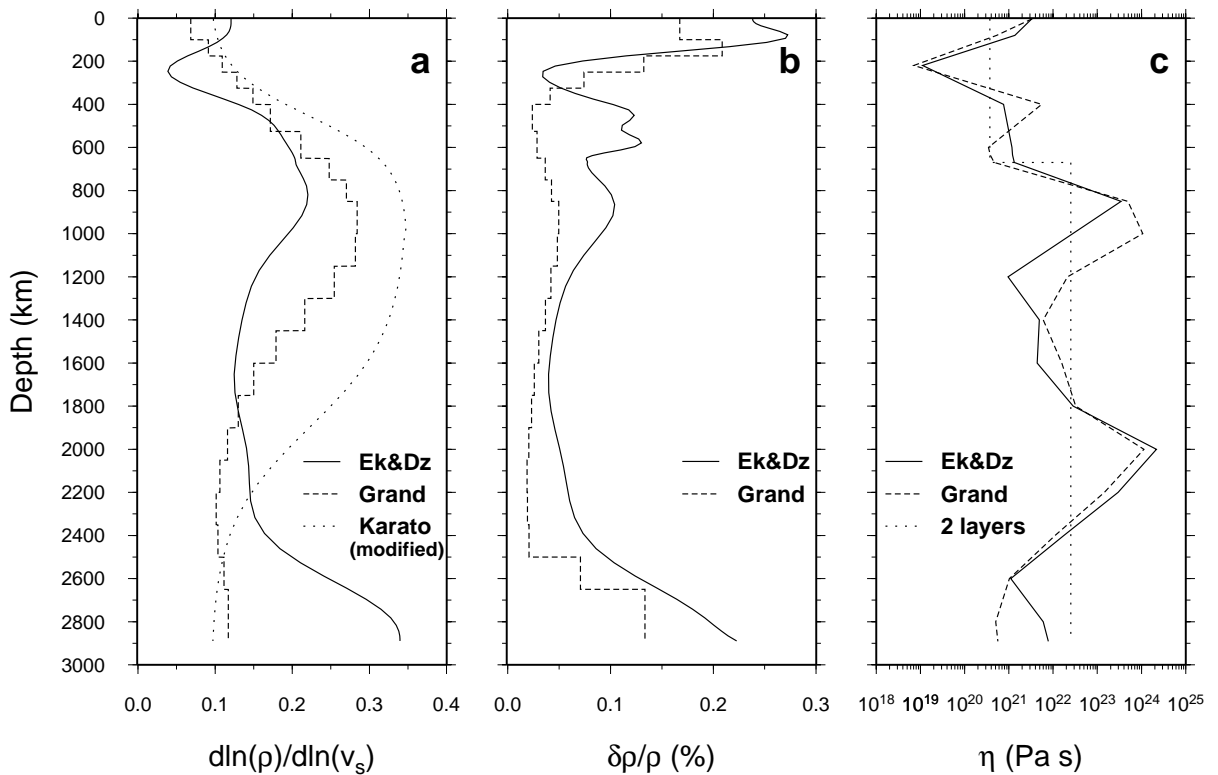 0
200
400
600
800
1000
1200
1400
1600
1800
2000
2200
2400
2600
2800
3000
Depth (km)
a
Ek&Dz
Grand
Karato
(modified)
0.0 0.1 0.2 0.3 0.4
dln(ρ)/dln(vs)
b
Ek&Dz
Grand
0.0 0.1 0.2 0.3
δρ/ρ (%)
c
Ek&Dz
Grand
2 layers
10^18 10^19 10^20 10^21 10^22 10^23 10^24 10^25
η (Pa s)